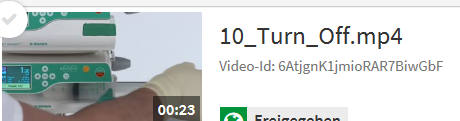 10_Turn_Off.mp4
Video-Id: 6AtjgnK1jmioRAR7BiwGbF
00:23
Freigegeben